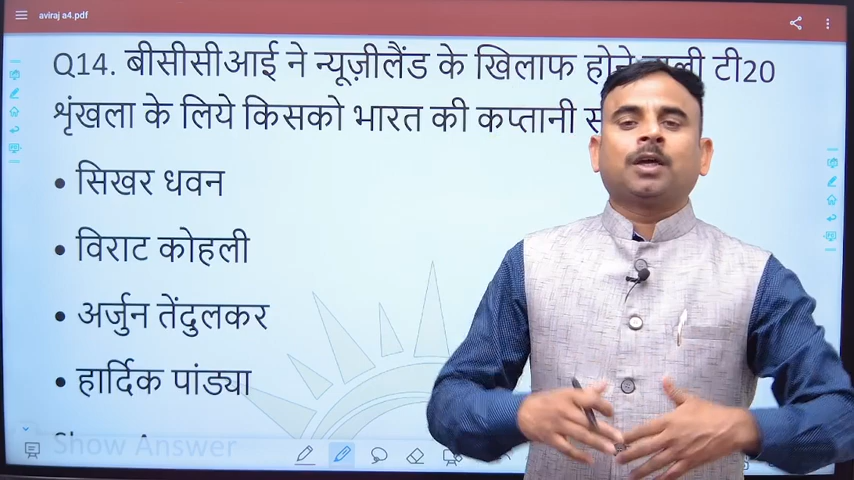 aviraj a4.pdf
Q14. बीसीसीआई ने न्यूज़ीलैंड के खिलाफ होने वाली टी20
शृंखला के लिये किसको भारत की कप्तानी
• सिखर धवन
• विराट कोहली
• अर्जुन तेंदुलकर
• हार्दिक पांड्या
Show Answer